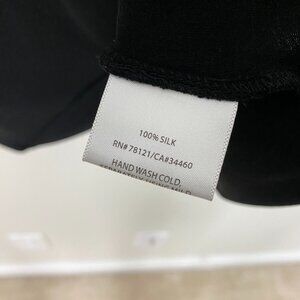 100% SILK
RN# 78121/CA#34460
HAND WASH COLD,